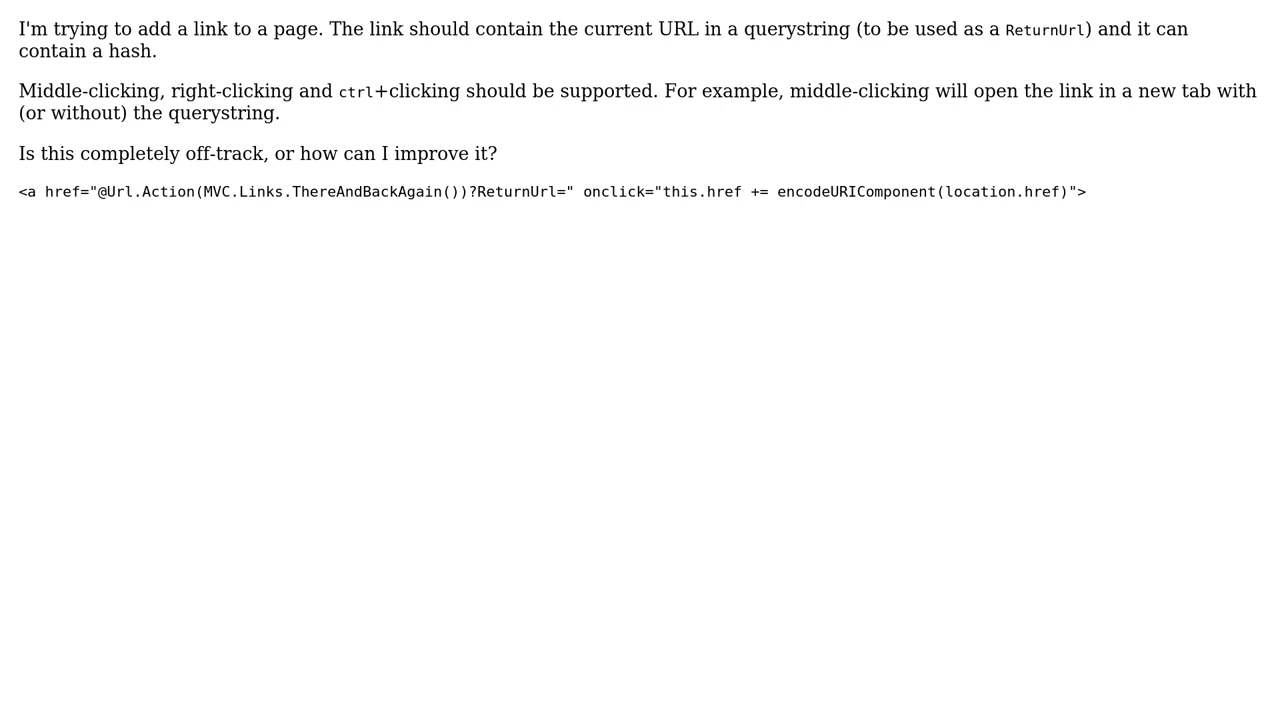 I'm trying to add a link to a page. The link should contain the current URL in a querystring (to be used as a ReturnUrl) and it can
contain a hash.
Middle-clicking, right-clicking and ctrl+clicking should be supported. For example, middle-clicking will open the link in a new tab with
(or without) the querystring.
Is this completely off-track, or how can I improve it?
<a href="@Url.Action(MVC.Links.ThereAndBackAgain())?ReturnUrl=" onclick="this.href += encodeURIComponent(location.href)">